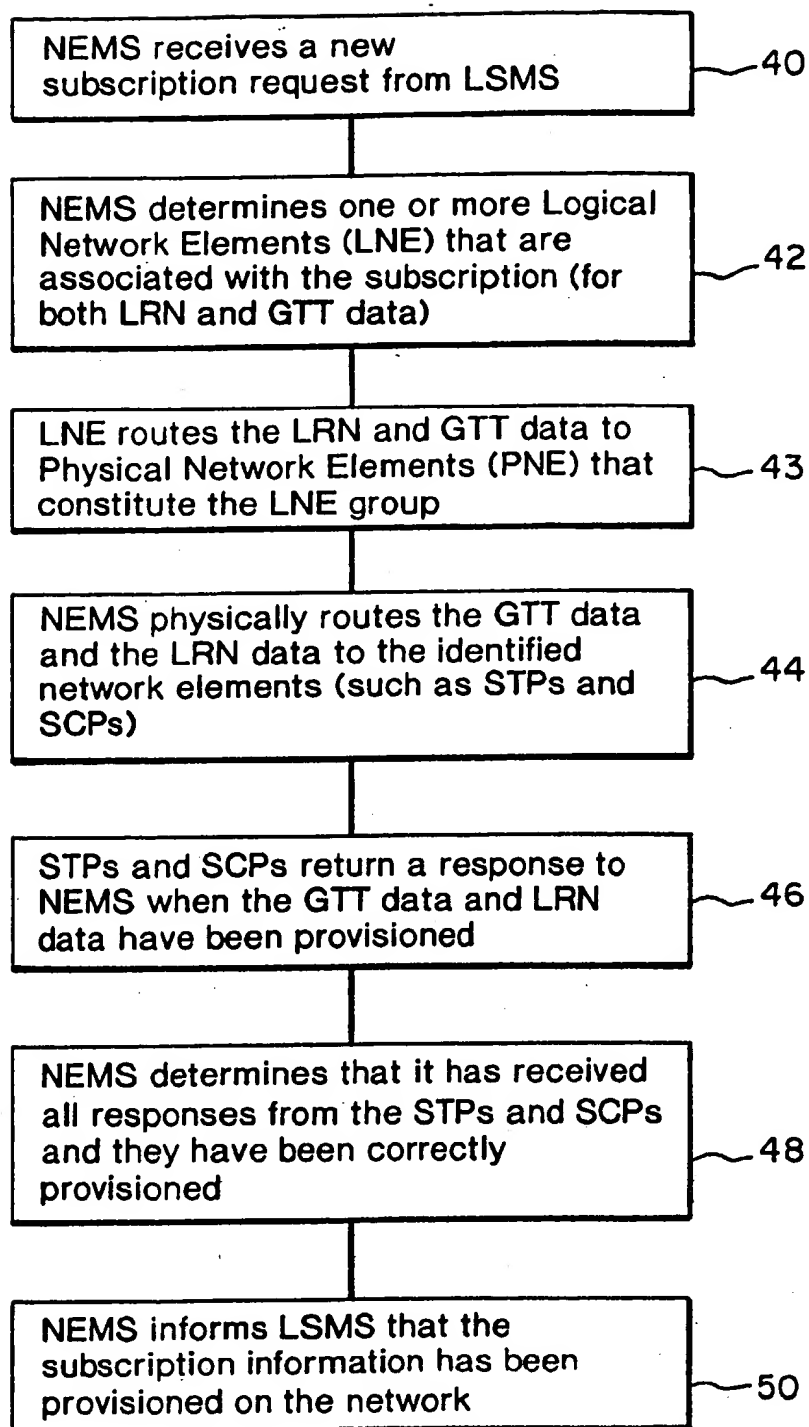 NEMS receives a new
subscription request from LSMS
40
NEMS determines one or more Logical
Network Elements (LNE) that are
associated with the subscription (for
both LRN and GTT data)
42
LNE routes the LRN and GTT data to
Physical Network Elements (PNE) that
constitute the LNE group
43
NEMS physically routes the GTT data
and the LRN data to the identified
network elements (such as STPs and
SCPs)
44
STPs and SCPs return a response to
NEMS when the GTT data and LRN
data have been provisioned
46
NEMS determines that it has received
all responses from the STPs and SCPs
and they have been correctly
provisioned
48
NEMS informs LSMS that the
subscription information has been
provisioned on the network
50